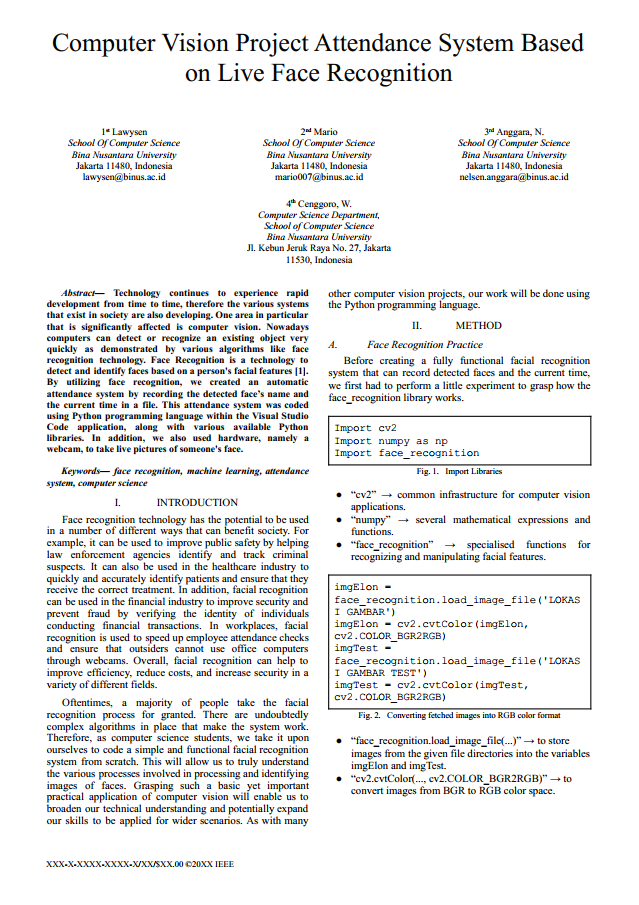 Computer Vision Project Attendance System Based
on Live Face Recognition
1st Lawysen
School Of Computer Science
Bina Nusantara University
Jakarta 11480, Indonesia
lawysen@binus.ac.id
2nd Mario
School Of Computer Science
Bina Nusantara University
Jakarta 11480, Indonesia
mario007@binus.ac.id
3rd Anggara, N.
School Of Computer Science
Bina Nusantara University
Jakarta 11480, Indonesia
nelsen.anggara@binus.ac.id
4th Cenggoro, W.
Computer Science Department,
School of Computer Science
Bina Nusantara University
Jl. Kebun Jeruk Raya No. 27, Jakarta
11530, Indonesia
Abstract— Technology continues to experience rapid
development from time to time, therefore the various systems
that exist in society are also developing. One area in particular
that is significantly affected is computer vision. Nowadays
computers can detect or recognize an existing object very
quickly as demonstrated by various algorithms like face
recognition technology. Face Recognition is a technology to
detect and identify faces based on a person's facial features [1].
By utilizing face recognition, we created an automatic
attendance system by recording the detected face's name and
the current time in a file. This attendance system was coded
using Python programming language within the Visual Studio
Code application, along with various available Python
libraries. In addition, we also used hardware, namely a
webcam, to take live pictures of someone's face.
Keywords— face recognition, machine learning, attendance
system, computer science
I. INTRODUCTION
Face recognition technology has the potential to be used
in a number of different ways that can benefit society. For
example, it can be used to improve public safety by helping
law enforcement agencies identify and track criminal
suspects. It can also be used in the healthcare industry to
quickly and accurately identify patients and ensure that they
receive the correct treatment. In addition, facial recognition
can be used in the financial industry to improve security and
prevent fraud by verifying the identity of individuals
conducting financial transactions. In workplaces, facial
recognition is used to speed up employee attendance checks
and ensure that outsiders cannot use office computers
through webcams. Overall, facial recognition can help to
improve efficiency, reduce costs, and increase security in a
variety of different fields.
Oftentimes, a majority of people take the facial
recognition process for granted. There are undoubtedly
complex algorithms in place that make the system work.
Therefore, as computer science students, we take it upon
ourselves to code a simple and functional facial recognition
system from scratch. This will allow us to truly understand
the various processes involved in processing and identifying
images of faces. Grasping such a basic yet important
practical application of computer vision will enable us to
broaden our technical understanding and potentially expand
our skills to be applied for wider scenarios. As with many
other computer vision projects, our work will be done using
the Python programming language.
II. METHOD
A. Face Recognition Practice
Before creating a fully functional facial recognition
system that can record detected faces and the current time,
we first had to perform a little experiment to grasp how the
face_recognition library works.
Import cv2
Import numpy as np
Import face_recognition
Fig. 1. Import Libraries
● “cv2” → common infrastructure for computer vision
applications.
● “numpy” → several mathematical expressions and
functions.
● “face_recognition” → specialised functions for
recognizing and manipulating facial features.
imgElon =
face_recognition.load_image_file('LOKAS
I GAMBAR')
imgElon = cv2.cvtColor(imgElon,
cv2.COLOR_BGR2RGB)
imgTest =
face_recognition.load_image_file('LOKAS
I GAMBAR TEST')
imgTest = cv2.cvtColor(imgTest,
cv2.COLOR_BGR2RGB)
Fig. 2. Converting fetched images into RGB color format
● “face_recognition.load_image_file(...)” → to store
images from the given file directories into the variables
imgElon and imgTest.
● “cv2.cvtColor(..., cv2.COLOR_BGR2RGB)” → to
convert images from BGR to RGB color space.
XXX-X-XXXX-XXXX-X/XX/$XX.00 ©20XX IEEE